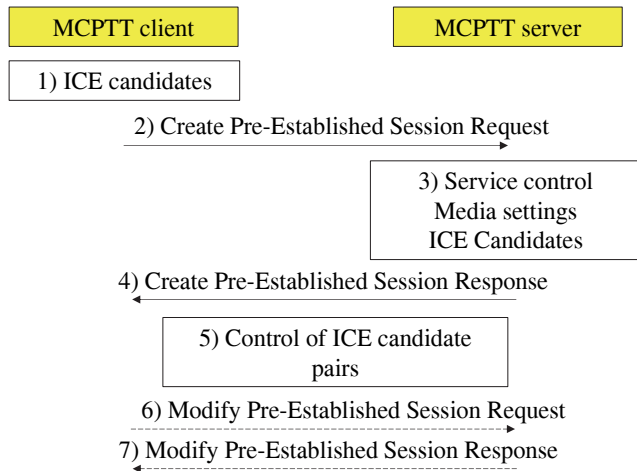 MCPTT client
MCPTT server
1) ICE candidates
2) Create Pre-Established Session Request
3) Service control
Media settings
ICE Candidates
4) Create Pre-Established Session Response
5) Control of ICE candidate
pairs
6) Modify Pre-Established Session Request
7) Modify Pre-Established Session Response